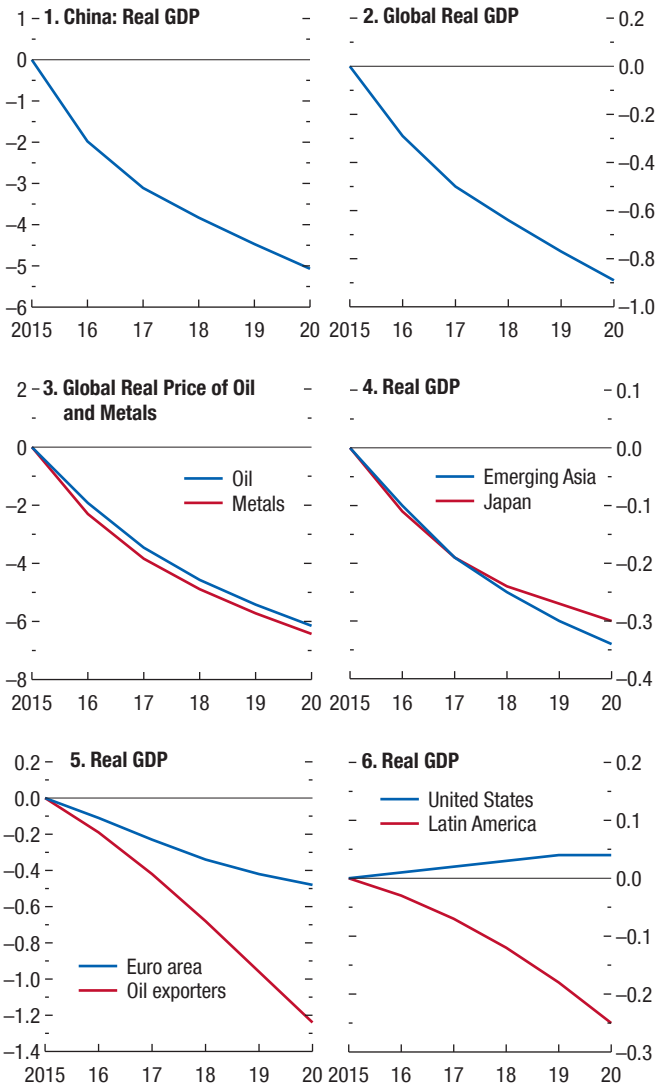 1. China: Real GDP
1
0
–1
–2
–3
–4
–5
–6
2015 16 17 18 19 20
2. Global Real GDP
0.2
0.0
–0.2
–0.4
–0.6
–0.8
–1.0
2015 16 17 18 19 20
3. Global Real Price of Oil
and Metals
2
0
–2
–4
–6
–8
Oil
Metals
2015 16 17 18 19 20
4. Real GDP
0.1
0.0
–0.1
–0.2
–0.3
–0.4
Emerging Asia
Japan
2015 16 17 18 19 20
5. Real GDP
0.2
0.0
–0.2
–0.4
–0.6
–0.8
–1.0
–1.2
–1.4
Euro area
Oil exporters
2015 16 17 18 19 20
6. Real GDP
0.2
0.1
0.0
–0.1
–0.2
–0.3
United States
Latin America
2015 16 17 18 19 20